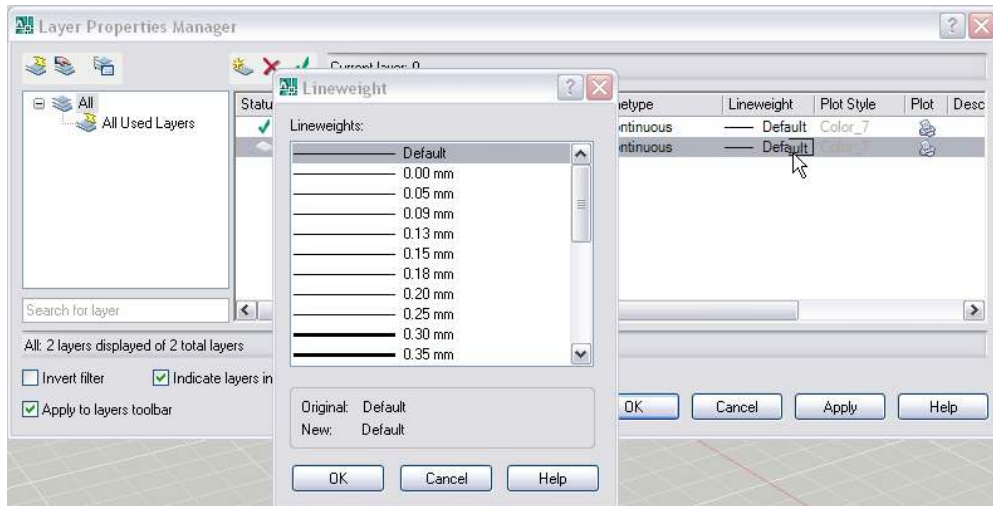 Layer Properties Manager
Current layer: 0
All
All Used Layers
Statu
etype Lineweight Plot Style Plot Desc
ntinuous Default Color_7
ntinuous Default Color_7
Search for layer
All: 2 layers displayed of 2 total layers
Invert filter Indicate layers in
Apply to layers toolbar
OK Cancel Apply Help
Lineweight
Lineweights:
Default
0.00 mm
0.05 mm
0.09 mm
0.13 mm
0.15 mm
0.18 mm
0.20 mm
0.25 mm
0.30 mm
0.35 mm
Original: Default
New: Default
OK Cancel Help